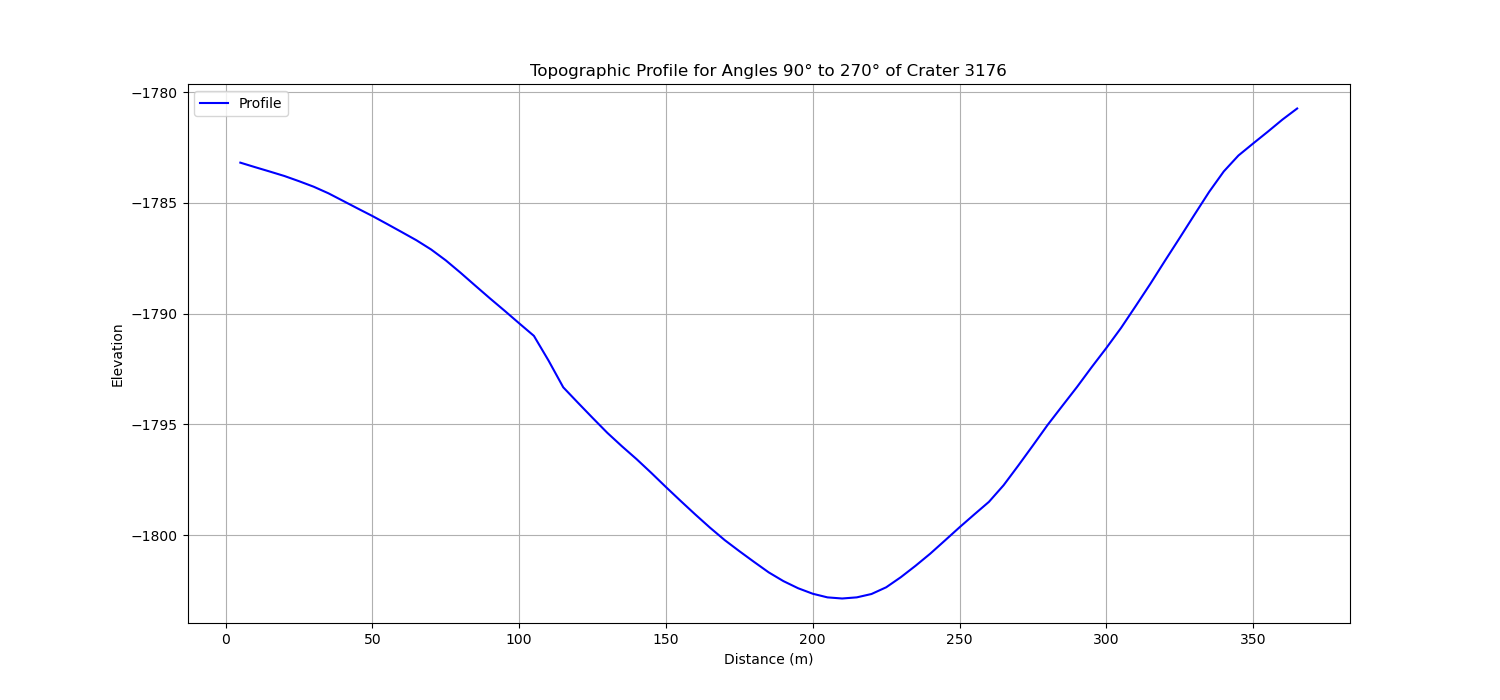 Topographic Profile for Angles 90° to 270° of Crater 3176
Profile
−1780
−1785
−1790
−1795
−1800
Elevation
0 50 100 150 200 250 300 350
Distance (m)